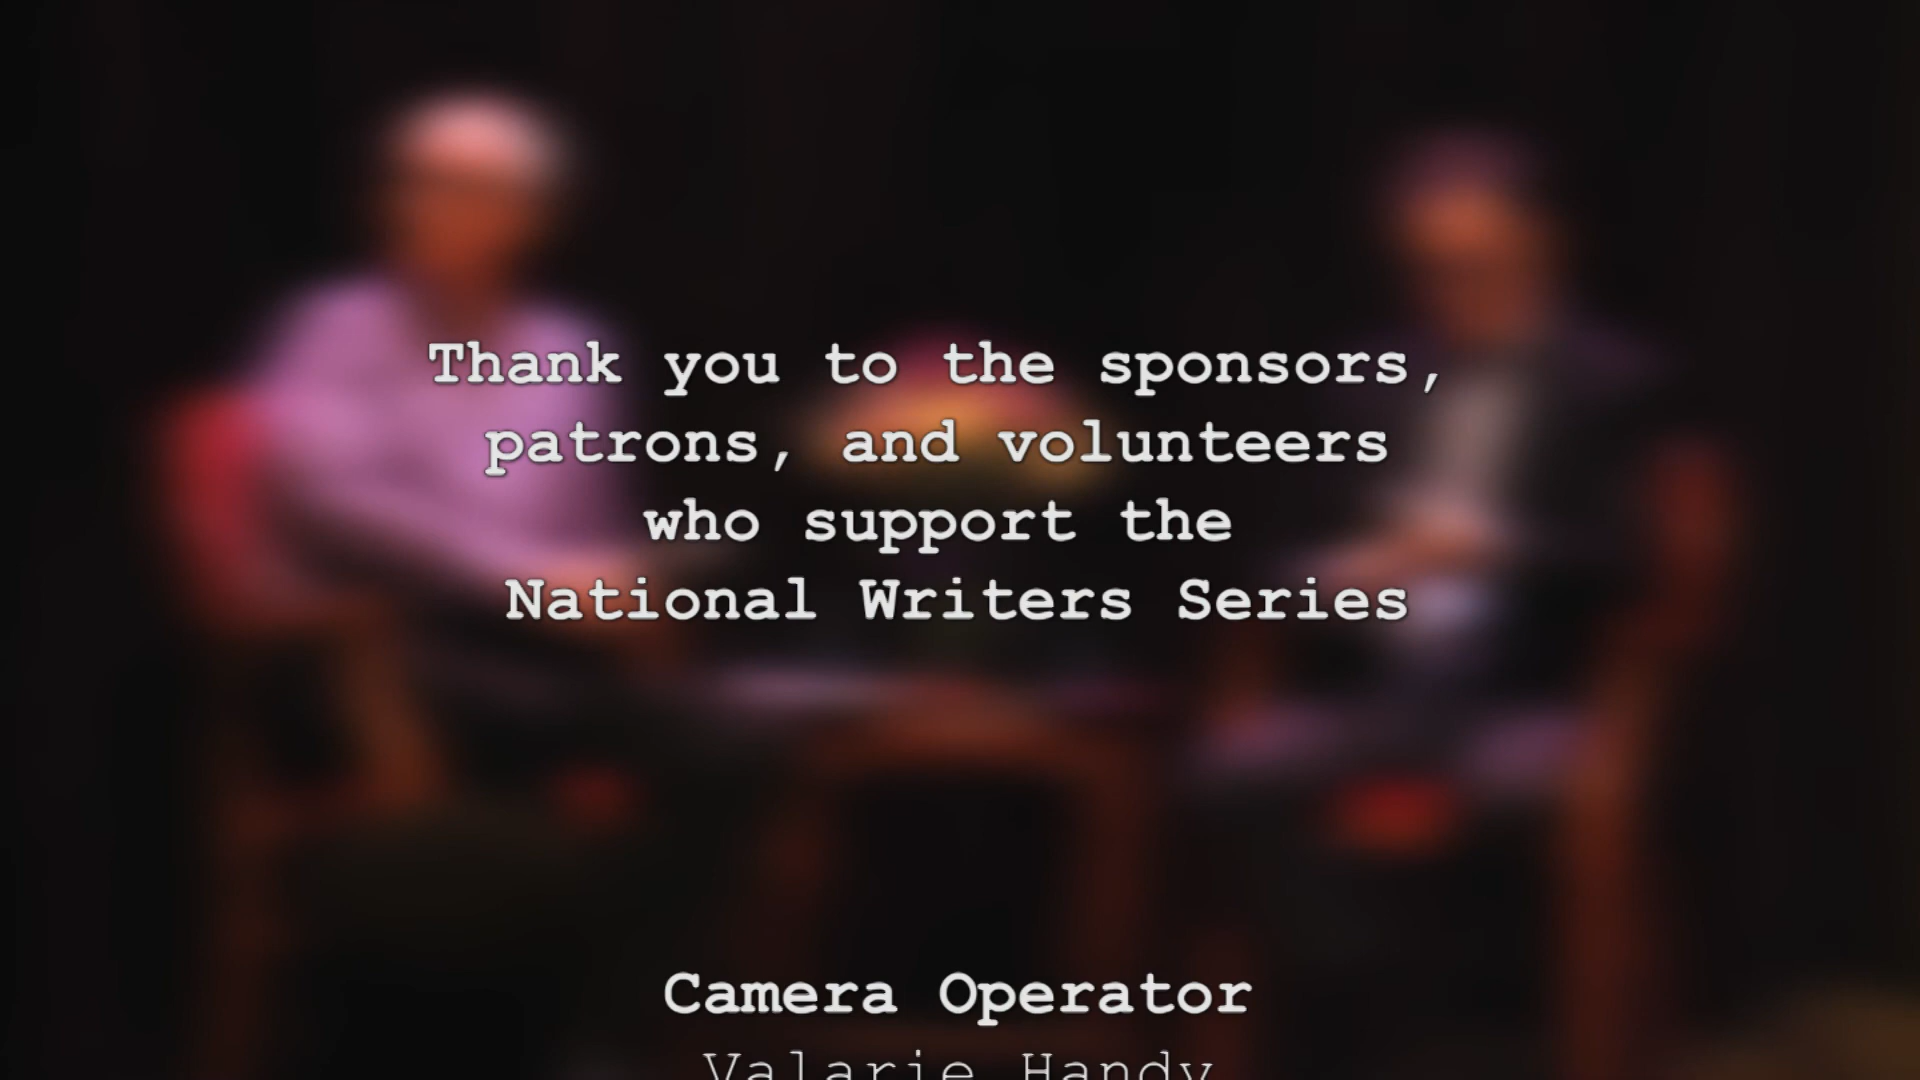 Thank you to the sponsors,
patrons, and volunteers
who support the
National Writers Series
Camera Operator
Valarie Handy